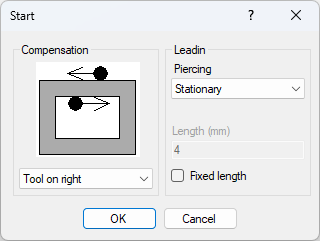 Start
?
Compensation
Tool on right
Leadin
Piercing
Stationary
Length (mm)
4
Fixed length
OK
Cancel